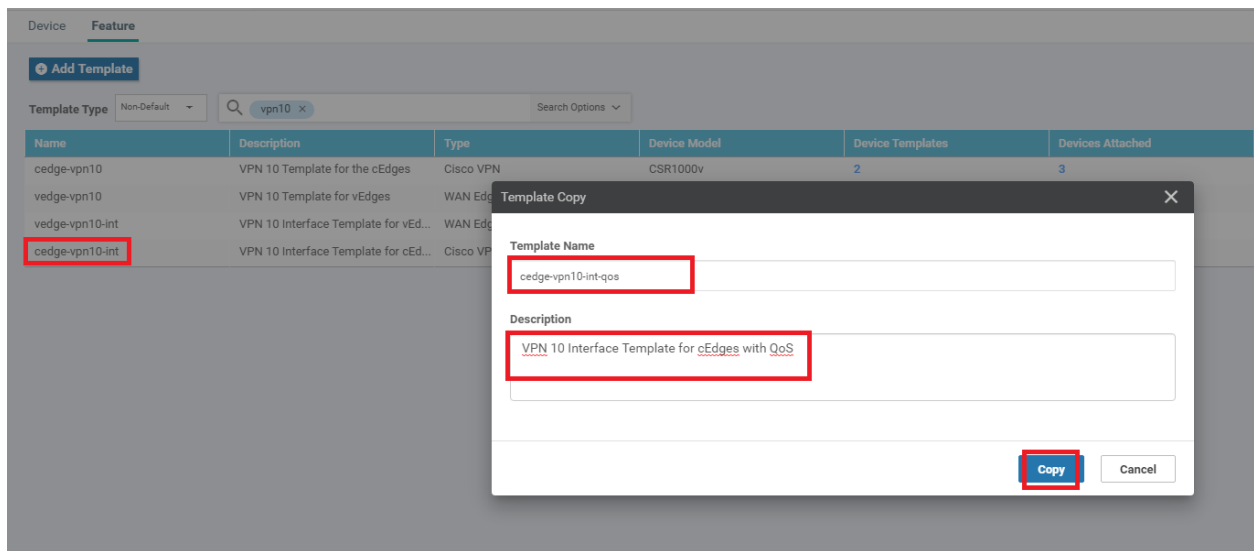 Device Feature
Add Template
Template Type Non-Default vpn10 × Search Options
Name Description Type Device Model Device Templates Devices Attached
cedge-vpn10 VPN 10 Template for the cEdges Cisco VPN CSR1000v 2 3
vedge-vpn10 VPN 10 Template for vEdges WAN Edg
vedge-vpn10-int VPN 10 Interface Template for vEd... WAN Edg
cedge-vpn10-int VPN 10 Interface Template for cEd... Cisco VP
Template Copy
Template Name
cedge-vpn10-int-qos
Description
VPN 10 Interface Template for cEdges with QoS
Copy Cancel